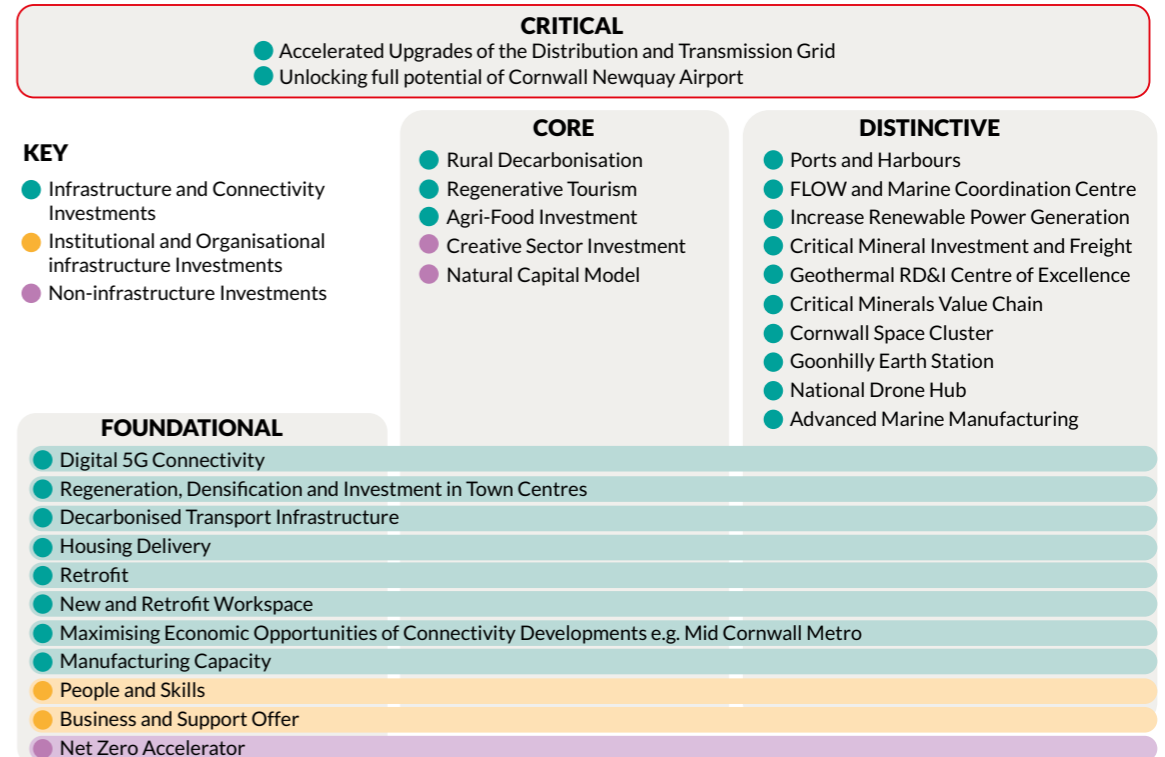 CRITICAL
Accelerated Upgrades of the Distribution and Transmission Grid
Unlocking full potential of Cornwall Newquay Airport
KEY
Infrastructure and Connectivity
Investments
Institutional and Organisational
infrastructure Investments
Non-infrastructure Investments
CORE
Rural Decarbonisation
Regenerative Tourism
Agri-Food Investment
Creative Sector Investment
Natural Capital Model
DISTINCTIVE
Ports and Harbours
FLOW and Marine Coordination Centre
Increase Renewable Power Generation
Critical Mineral Investment and Freight
Geothermal RD&I Centre of Excellence
Critical Minerals Value Chain
Cornwall Space Cluster
Goonhilly Earth Station
National Drone Hub
Advanced Marine Manufacturing
FOUNDATIONAL
Digital 5G Connectivity
Regeneration, Densification and Investment in Town Centres
Decarbonised Transport Infrastructure
Housing Delivery
Retrofit
New and Retrofit Workspace
Maximising Economic Opportunities of Connectivity Developments e.g. Mid Cornwall Metro
Manufacturing Capacity
People and Skills
Business and Support Offer
Net Zero Accelerator